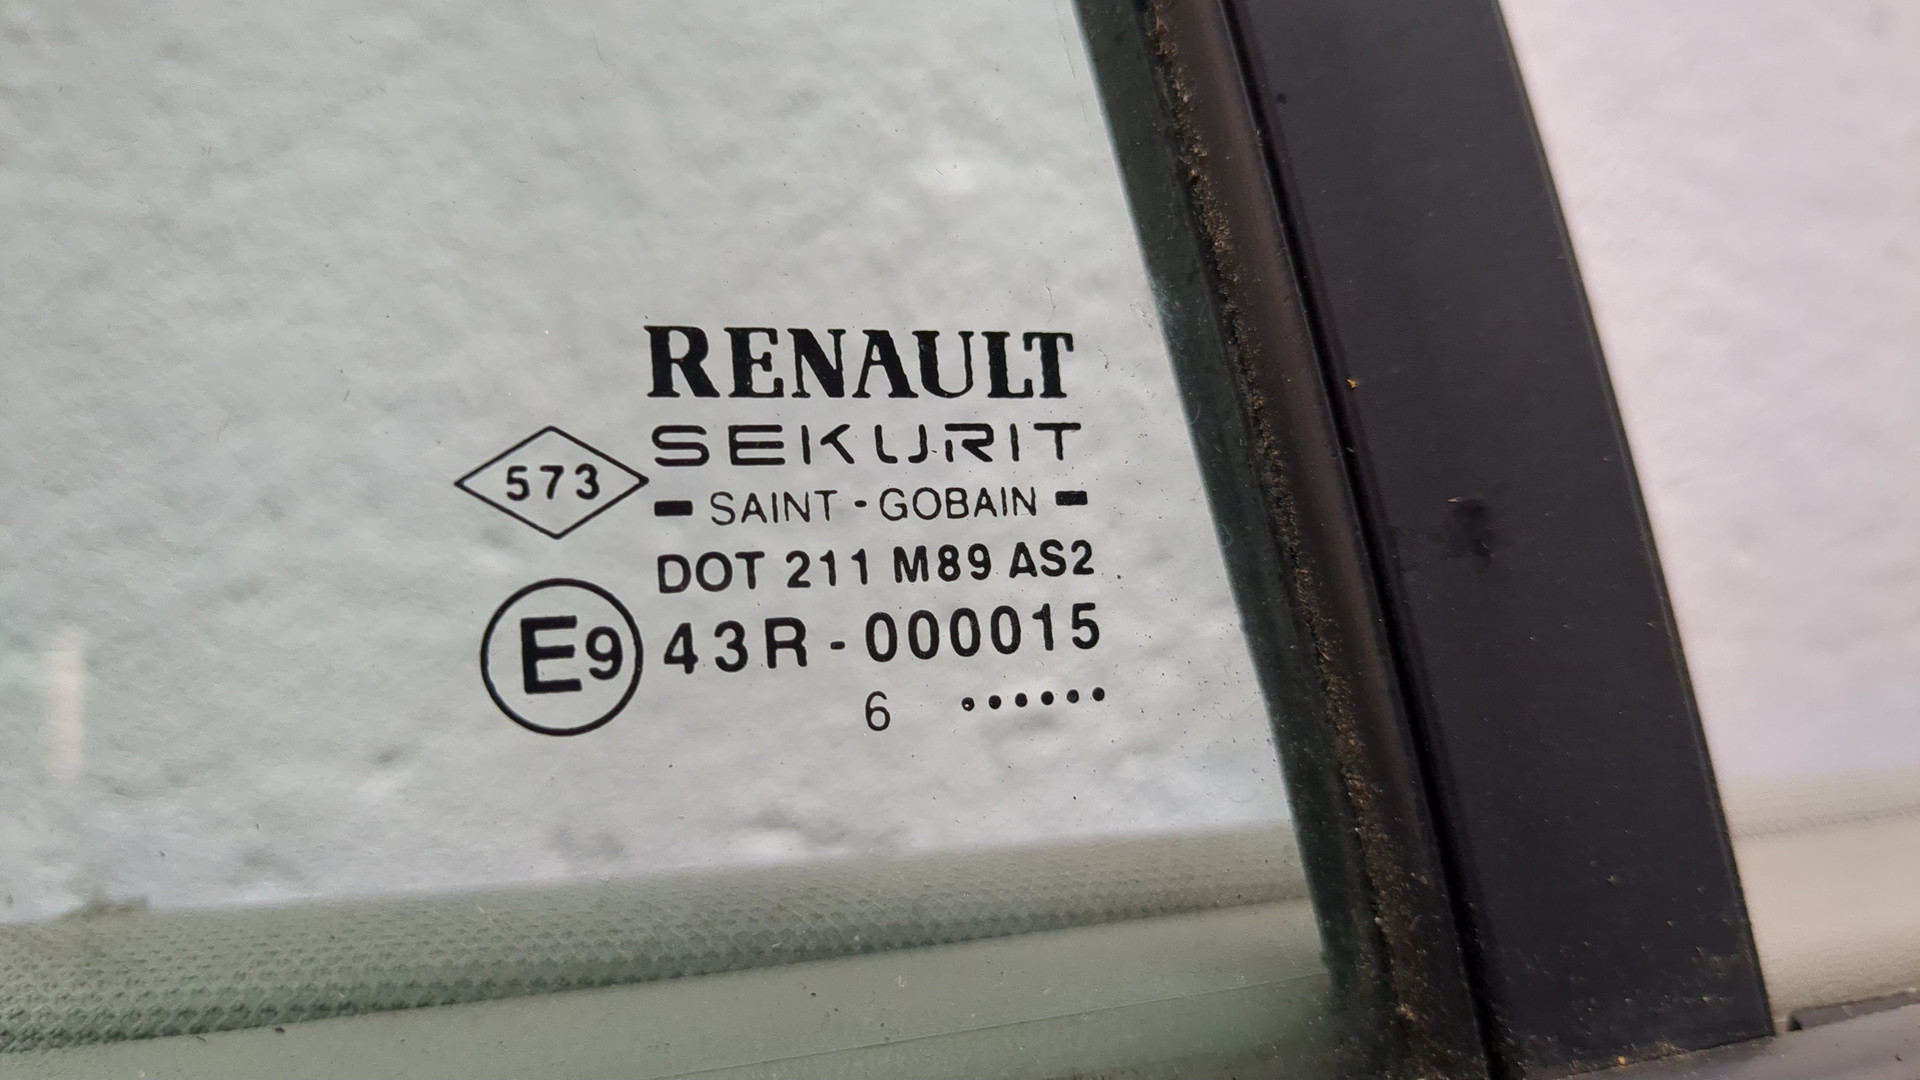 RENAULT
573
SEKURIT
- SAINT - GOBAIN -
DOT 211 M89 AS2
E9
43R - 000015
6 ••••••